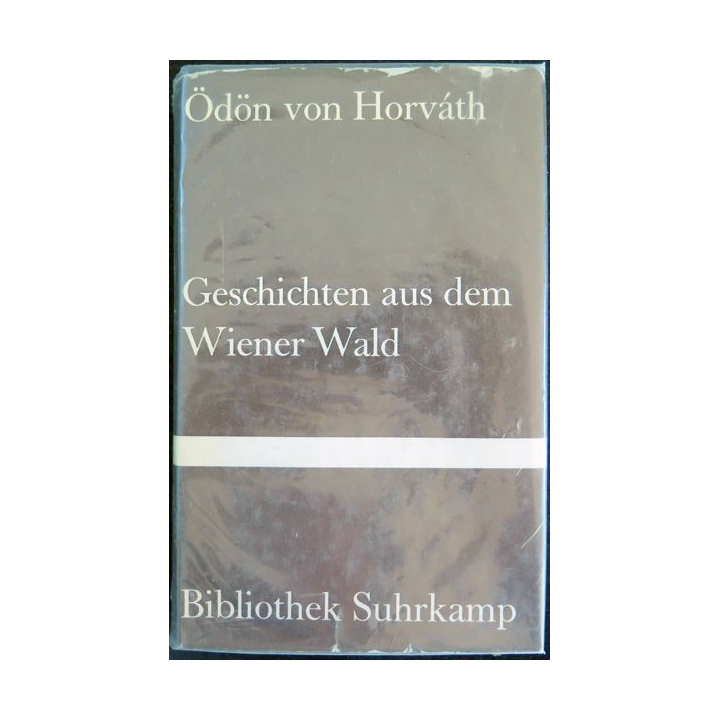 Ödön von Horváth
Geschichten aus dem
Wiener Wald
Bibliothek Suhrkamp